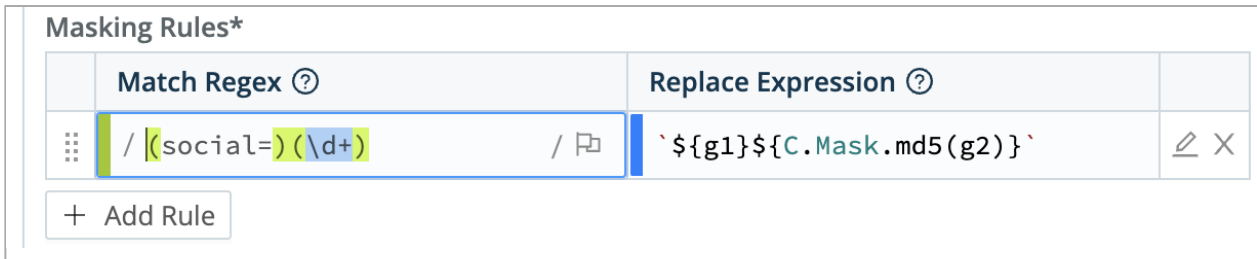 Masking Rules*
Match Regex Replace Expression
/ (social=)(\d+) / `${g1}${C.Mask.md5(g2)}`
+ Add Rule